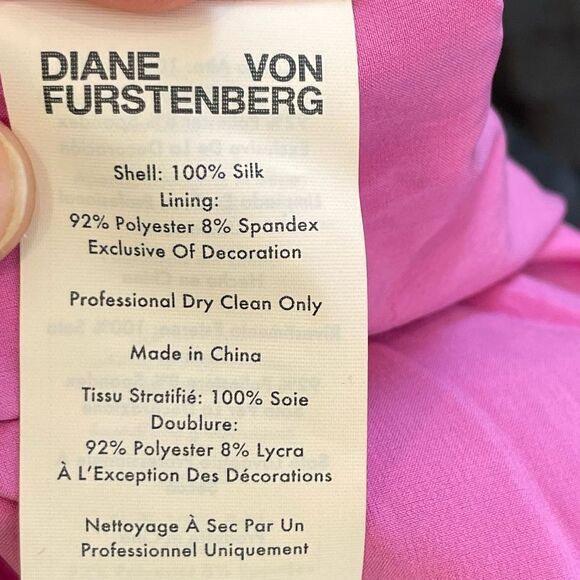 DIANE VON
FURSTENBERG
Shell: 100% Silk
Lining:
92% Polyester 8% Spandex
Exclusive Of Decoration
Professional Dry Clean Only
Made in China
Tissu Stratifié: 100% Soie
Doublure:
92% Polyester 8% Lycra
À L’Exception Des Décorations
Nettoyage À Sec Par Un
Professionnel Uniquement